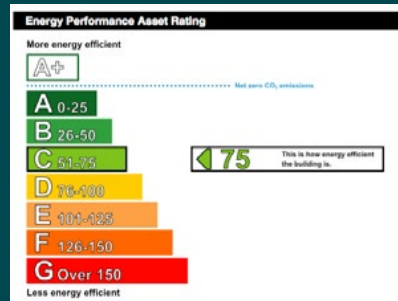 Energy Performance Asset Rating
More energy efficient
A+
Net zero CO₂ emissions
A 0-25
B 26-50
C 51-75
75
This is how energy efficient
the building is.
D 76-100
E 101-125
F 126-150
G Over 150
Less energy efficient